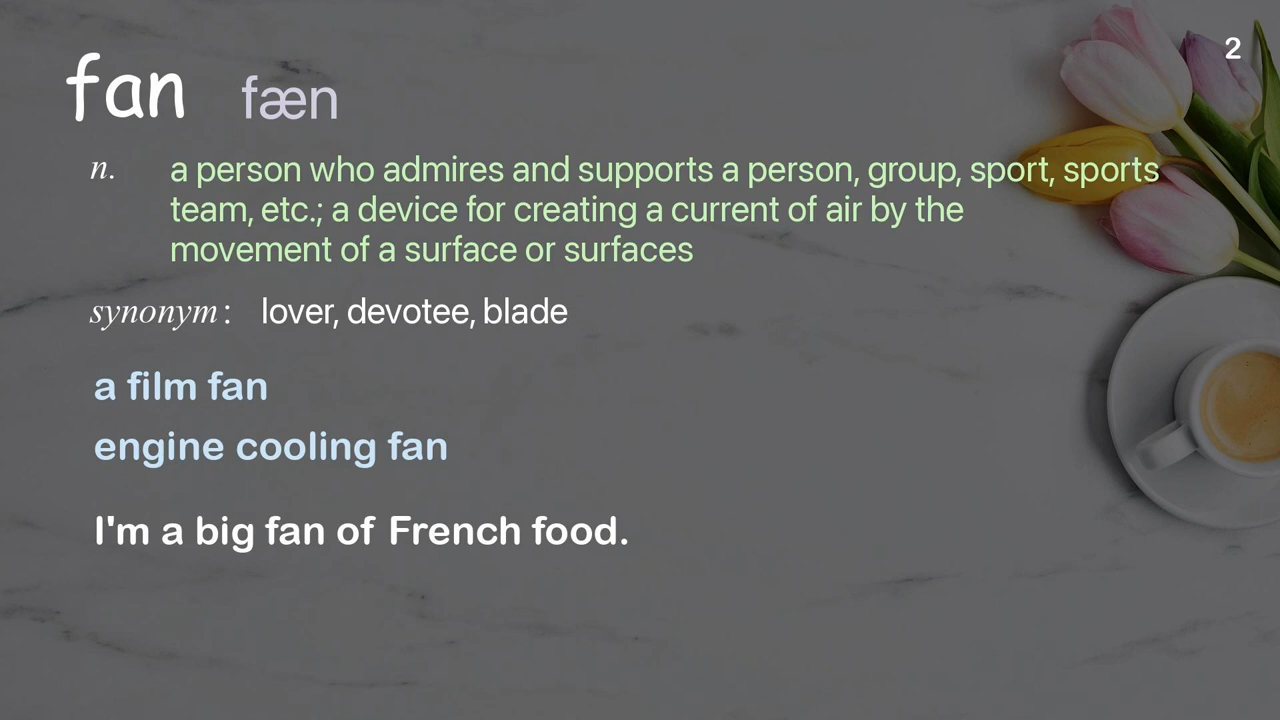 2
fan fæn
n. a person who admires and supports a person, group, sport, sports
team, etc.; a device for creating a current of air by the
movement of a surface or surfaces
synonym: lover, devotee, blade
a film fan
engine cooling fan
I'm a big fan of French food.